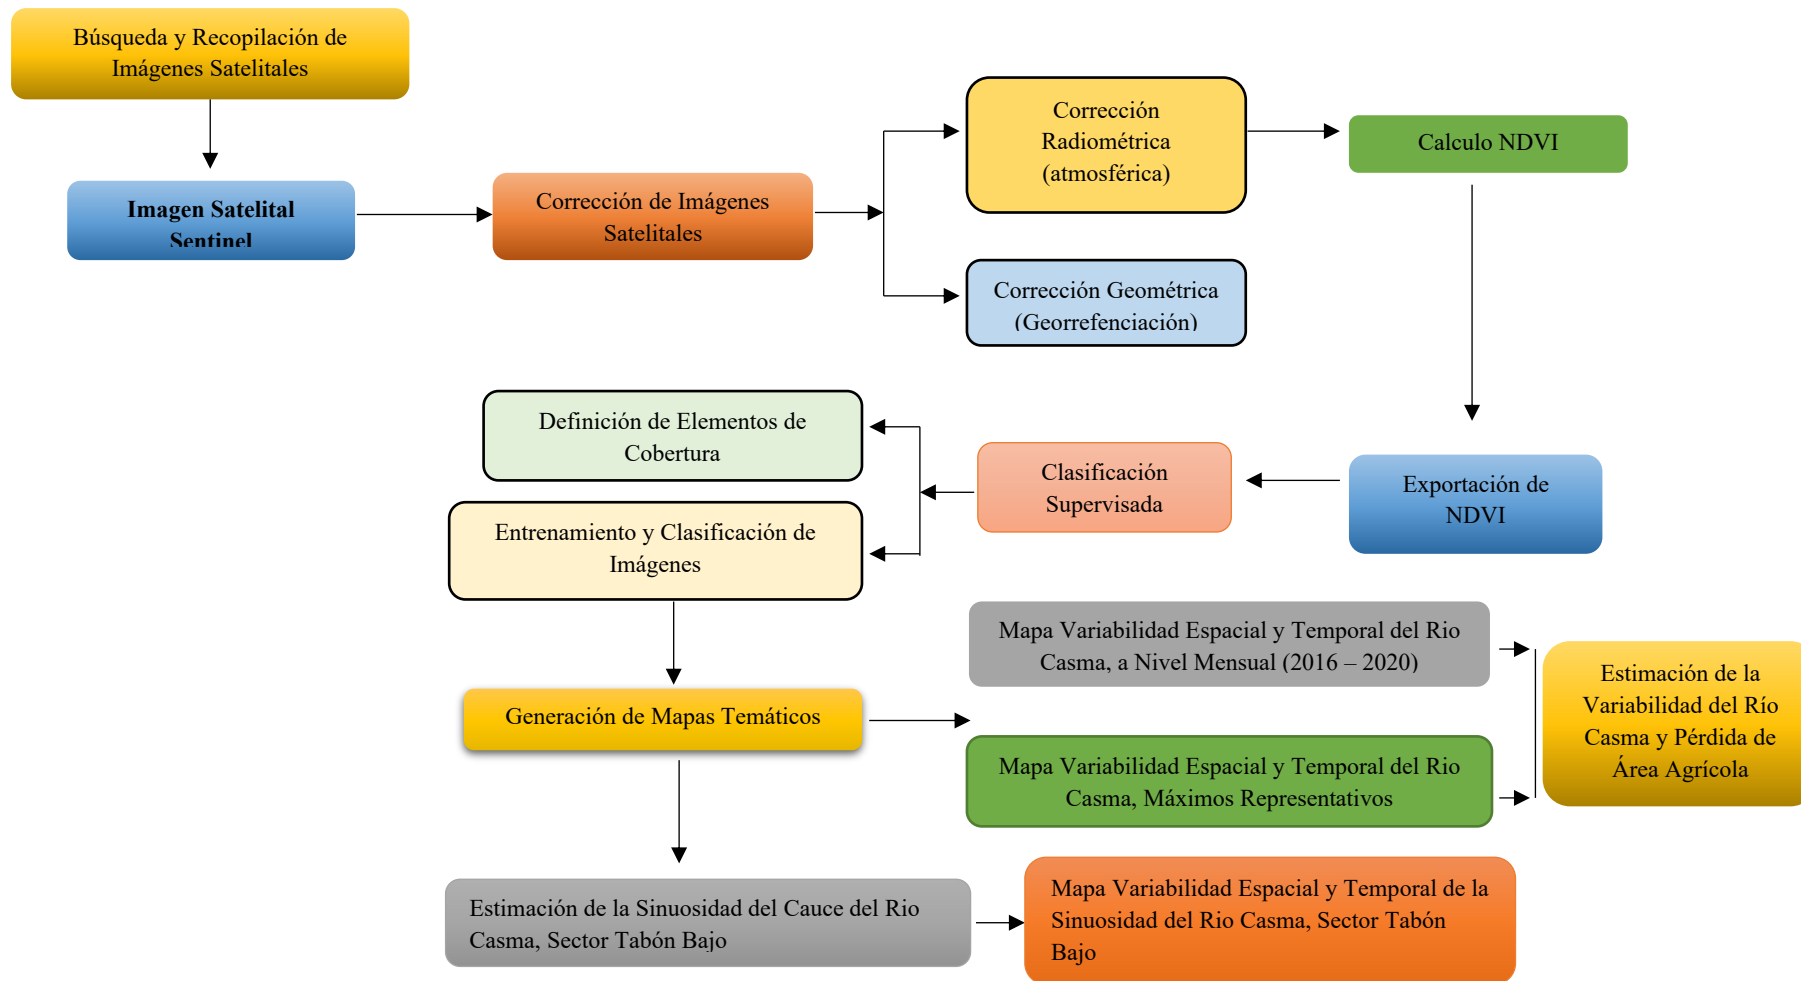 Búsqueda y Recopilación de
Imágenes Satelitales
Imagen Satelital
Sentinel
Corrección de Imágenes
Satelitales
Corrección
Radiométrica
(atmosférica)
Calculo NDVI
Corrección Geométrica
(Georrefenciación)
Definición de Elementos de
Cobertura
Entrenamiento y Clasificación de
Imágenes
Clasificación
Supervisada
Exportación de
NDVI
Mapa Variabilidad Espacial y Temporal del Rio
Casma, a Nivel Mensual (2016 – 2020)
Generación de Mapas Temáticos
Mapa Variabilidad Espacial y Temporal del Rio
Casma, Máximos Representativos
Estimación de la
Variabilidad del Río
Casma y Pérdida de
Área Agrícola
Estimación de la Sinuosidad del Cauce del Rio
Casma, Sector Tabón Bajo
Mapa Variabilidad Espacial y Temporal de la
Sinuosidad del Rio Casma, Sector Tabón
Bajo